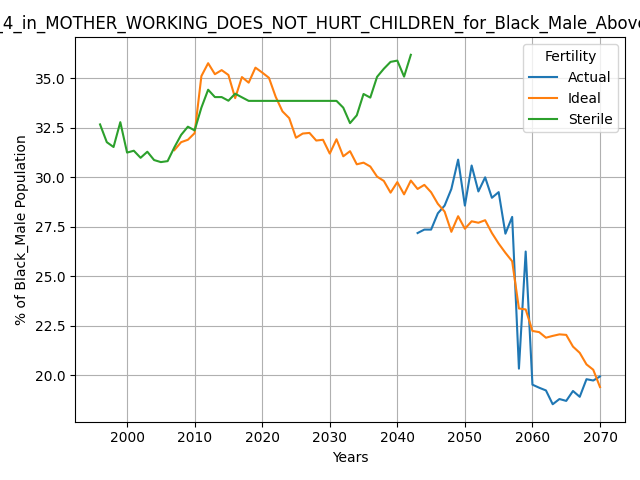 _4_in_MOTHER_WORKING_DOES_NOT_HURT_CHILDREN_for_Black_Male_Above
Fertility
Actual
Ideal
Sterile
% of Black_Male Population
35.0
32.5
30.0
27.5
25.0
22.5
20.0
2000 2010 2020 2030 2040 2050 2060 2070
Years